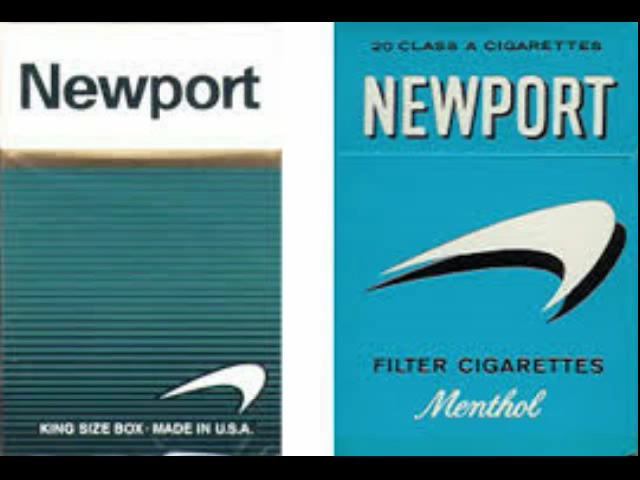 Newport
KING SIZE BOX · MADE IN U.S.A.
20 CLASS A CIGARETTES
NEWPORT
FILTER CIGARETTES
Menthol